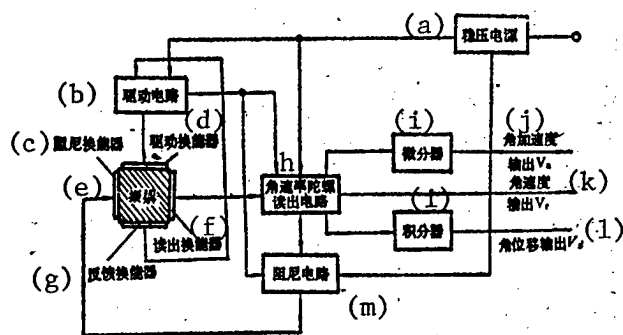 (a)
稳压电源
(b)
驱动电路
(d)
(c)
阻尼换能器
驱动换能器
(i)
微分器
(j)
角加速度
输出Vₐ
h
角速率陀螺
读出电路
角速度
输出Vᵣ
(k)
(e)
(f)
读出换能器
(l)
积分器
角位移输出
(l)
(g)
反馈换能器
阻尼电路
(m)